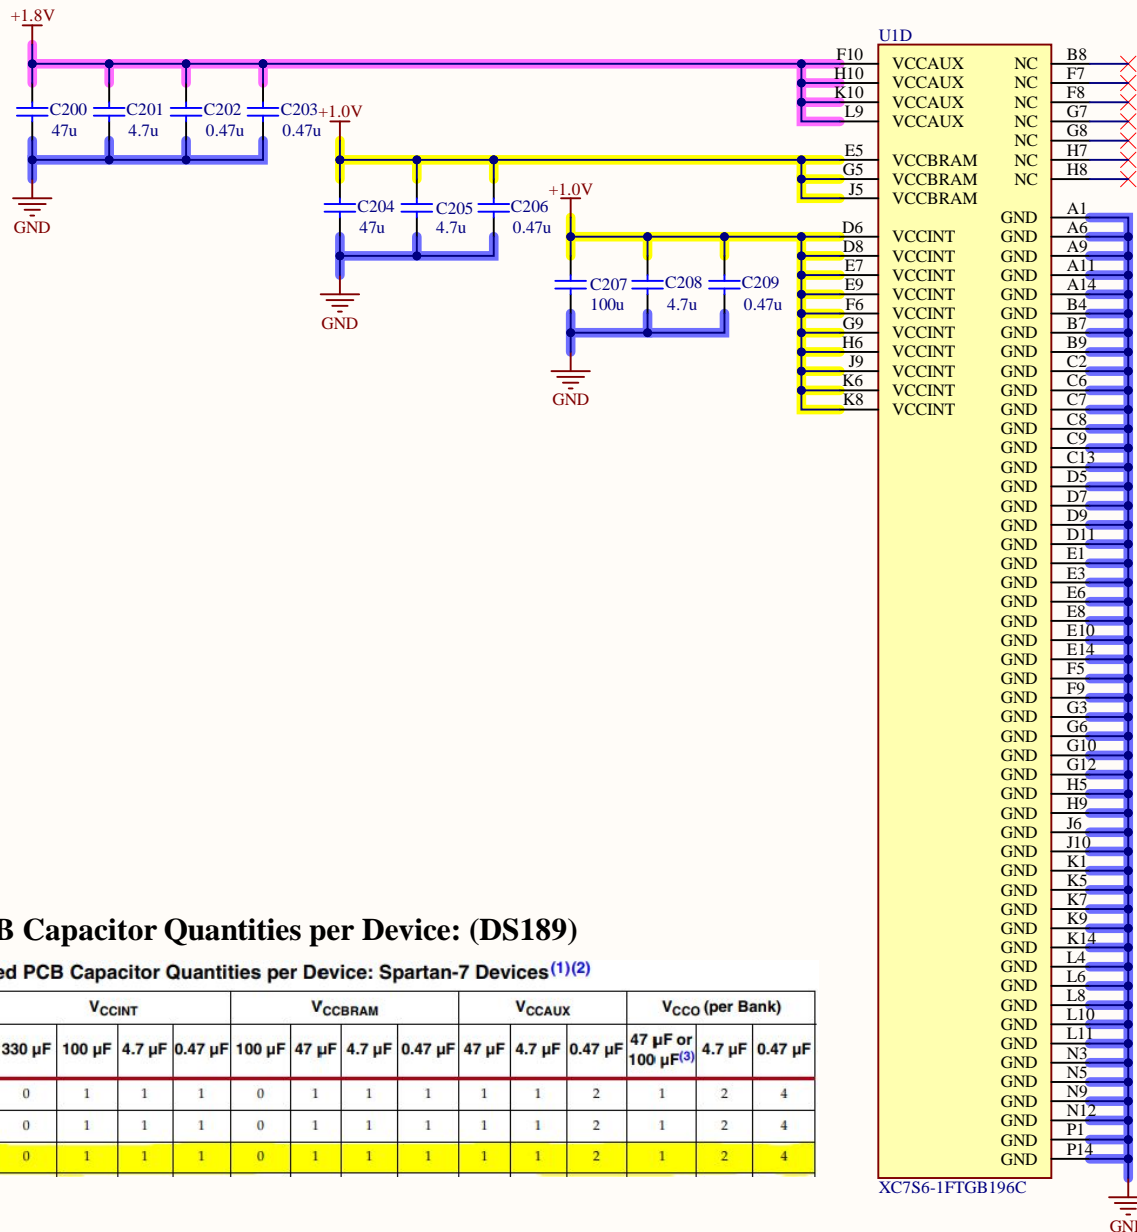 +1.8V
C200
47u
C201
4.7u
C202
0.47u
C203
0.47u
GND
+1.0V
C204
47u
C205
4.7u
C206
0.47u
GND
+1.0V
C207
100u
C208
4.7u
C209
0.47u
GND
U1D
F10 VCCAUX
H10 VCCAUX
K10 VCCAUX
L9 VCCAUX
E5 VCCBRAM
G5 VCCBRAM
J5 VCCBRAM
D6 VCCINT
D8 VCCINT
E7 VCCINT
E9 VCCINT
F6 VCCINT
G9 VCCINT
H6 VCCINT
J9 VCCINT
K6 VCCINT
K8 VCCINT
NC B8
NC F7
NC F8
NC G7
NC G8
NC H7
NC H8
GND A1
GND A6
GND A9
GND A11
GND A14
GND B4
GND B7
GND B9
GND C2
GND C6
GND C7
GND C8
GND C9
GND C13
GND D5
GND D7
GND D9
GND D11
GND E1
GND E3
GND E6
GND E8
GND E10
GND E14
GND F5
GND F9
GND G3
GND G6
GND G10
GND G12
GND H5
GND H9
GND J6
GND J10
GND K1
GND K5
GND K7
GND K9
GND K14
GND L4
GND L6
GND L8
GND L10
GND L11
GND N3
GND N5
GND N9
GND N12
GND P1
GND P14
XC7S6-1FTGB196C
GND
B Capacitor Quantities per Device: (DS189)
ed PCB Capacitor Quantities per Device: Spartan-7 Devices(1)(2)
VCCINT VCCBRAM VCCAUX VCCO (per Bank)
330 µF 100 µF 4.7 µF 0.47 µF 100 µF 47 µF 4.7 µF 0.47 µF 47 µF 4.7 µF 0.47 µF 47 µF or 100 µF(3) 4.7 µF 0.47 µF
0 1 1 1 0 1 1 1 1 1 2 1 2 4
0 1 1 1 0 1 1 1 1 1 2 1 2 4
0 1 1 1 0 1 1 1 1 1 2 1 2 4